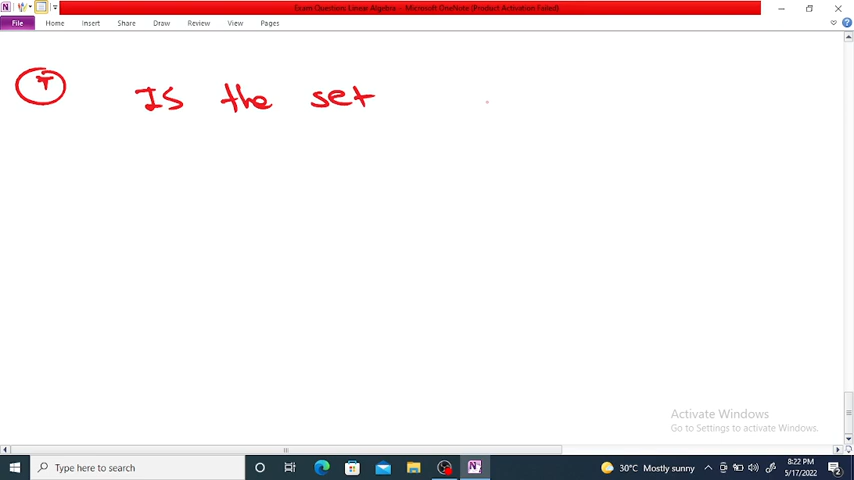 Exam Question: Linear Algebra - Microsoft OneNote (Product Activation Failed)
File Home Insert Share Draw Review View Pages
Is the set
Activate Windows
Go to Settings to activate Windows.
Type here to search
30°C Mostly sunny
8:22 PM
5/17/2022
2